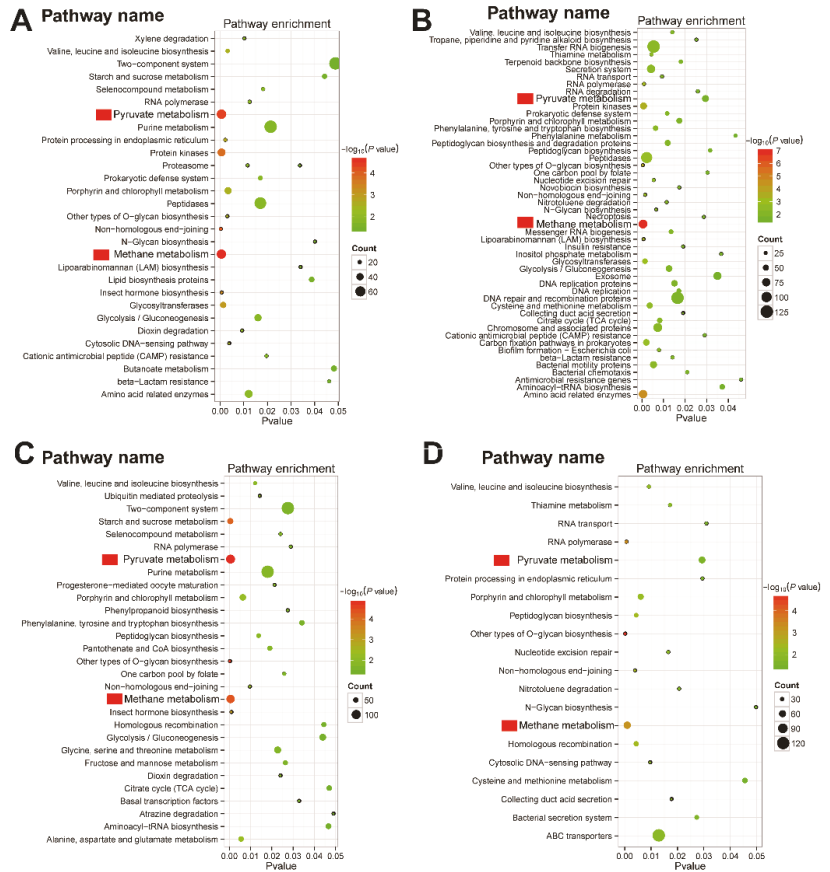 A
Pathway name
Pathway enrichment
Xylene degradation
Valine, leucine and isoleucine biosynthesis
Two−component system
Starch and sucrose metabolism
Selenocompound metabolism
RNA polymerase
Pyruvate metabolism
Purine metabolism
Protein processing in endoplasmic reticulum
Protein kinases
Proteasome
Prokaryotic defense system
Porphyrin and chlorophyll metabolism
Peptidases
Other types of O−glycan biosynthesis
Non−homologous end−joining
N−Glycan biosynthesis
Methane metabolism
Lipoarabinomannan (LAM) biosynthesis
Lipid biosynthesis proteins
Insect hormone biosynthesis
Glycosyltransferases
Glycolysis / Gluconeogenesis
Dioxin degradation
Cytosolic DNA−sensing pathway
Cationic antimicrobial peptide (CAMP) resistance
Butanoate metabolism
beta−Lactam resistance
Amino acid related enzymes
0.00 0.01 0.02 0.03 0.04 0.05
Pvalue
−log10(P value)
4
3
2
Count
20
40
60
B
Pathway name
Pathway enrichment
Valine, leucine and isoleucine biosynthesis
Tropane, piperidine and pyridine alkaloid biosynthesis
Transfer RNA biogenesis
Thiamine metabolism
Terpenoid backbone biosynthesis
Secretion system
RNA transport
RNA polymerase
RNA degradation
Pyruvate metabolism
Protein kinases
Prokaryotic defense system
Porphyrin and chlorophyll metabolism
Phenylalanine, tyrosine and tryptophan biosynthesis
Phenylalanine metabolism
Peptidoglycan biosynthesis and degradation proteins
Peptidoglycan biosynthesis
Peptidases
Other types of O−glycan biosynthesis
One carbon pool by folate
Nucleotide excision repair
Novobiocin biosynthesis
Non−homologous end−joining
Nitrotoluene degradation
N−Glycan biosynthesis
Necroptosis
Methane metabolism
Messenger RNA biogenesis
Lipoarabinomannan (LAM) biosynthesis
Insulin resistance
Inositol phosphate metabolism
Glycosyltransferases
Glycolysis / Gluconeogenesis
Exosome
DNA replication proteins
DNA replication
DNA repair and recombination proteins
Cysteine and methionine metabolism
Collecting duct acid secretion
Citrate cycle (TCA cycle)
Chromosome and associated proteins
Cationic antimicrobial peptide (CAMP) resistance
Carbon fixation pathways in prokaryotes
Biofilm formation − Escherichia coli
beta−Lactam resistance
Bacterial motility proteins
Bacterial chemotaxis
Antimicrobial resistance genes
Aminoacyl−tRNA biosynthesis
Amino acid related enzymes
0.00 0.01 0.02 0.03 0.04
Pvalue
−log10(P value)
7
6
5
4
3
2
Count
25
50
75
100
125
C
Pathway name
Pathway enrichment
Valine, leucine and isoleucine biosynthesis
Ubiquitin mediated proteolysis
Two−component system
Starch and sucrose metabolism
Selenocompound metabolism
RNA polymerase
Pyruvate metabolism
Purine metabolism
Progesterone−mediated oocyte maturation
Porphyrin and chlorophyll metabolism
Phenylpropanoid biosynthesis
Phenylalanine, tyrosine and tryptophan biosynthesis
Peptidoglycan biosynthesis
Pantothenate and CoA biosynthesis
Other types of O−glycan biosynthesis
One carbon pool by folate
Non−homologous end−joining
Methane metabolism
Insect hormone biosynthesis
Homologous recombination
Glycolysis / Gluconeogenesis
Glycine, serine and threonine metabolism
Fructose and mannose metabolism
Dioxin degradation
Citrate cycle (TCA cycle)
Basal transcription factors
Atrazine degradation
Aminoacyl−tRNA biosynthesis
Alanine, aspartate and glutamate metabolism
0.00 0.01 0.02 0.03 0.04 0.05
Pvalue
−log10(P value)
4
3
2
Count
50
100
D
Pathway name
Pathway enrichment
Valine, leucine and isoleucine biosynthesis
Thiamine metabolism
RNA transport
RNA polymerase
Pyruvate metabolism
Protein processing in endoplasmic reticulum
Porphyrin and chlorophyll metabolism
Peptidoglycan biosynthesis
Other types of O−glycan biosynthesis
Nucleotide excision repair
Non−homologous end−joining
Nitrotoluene degradation
N−Glycan biosynthesis
Methane metabolism
Homologous recombination
Cytosolic DNA−sensing pathway
Cysteine and methionine metabolism
Collecting duct acid secretion
Bacterial secretion system
ABC transporters
0.00 0.01 0.02 0.03 0.04 0.05
Pvalue
−log10(P value)
4
3
2
Count
30
60
90
120